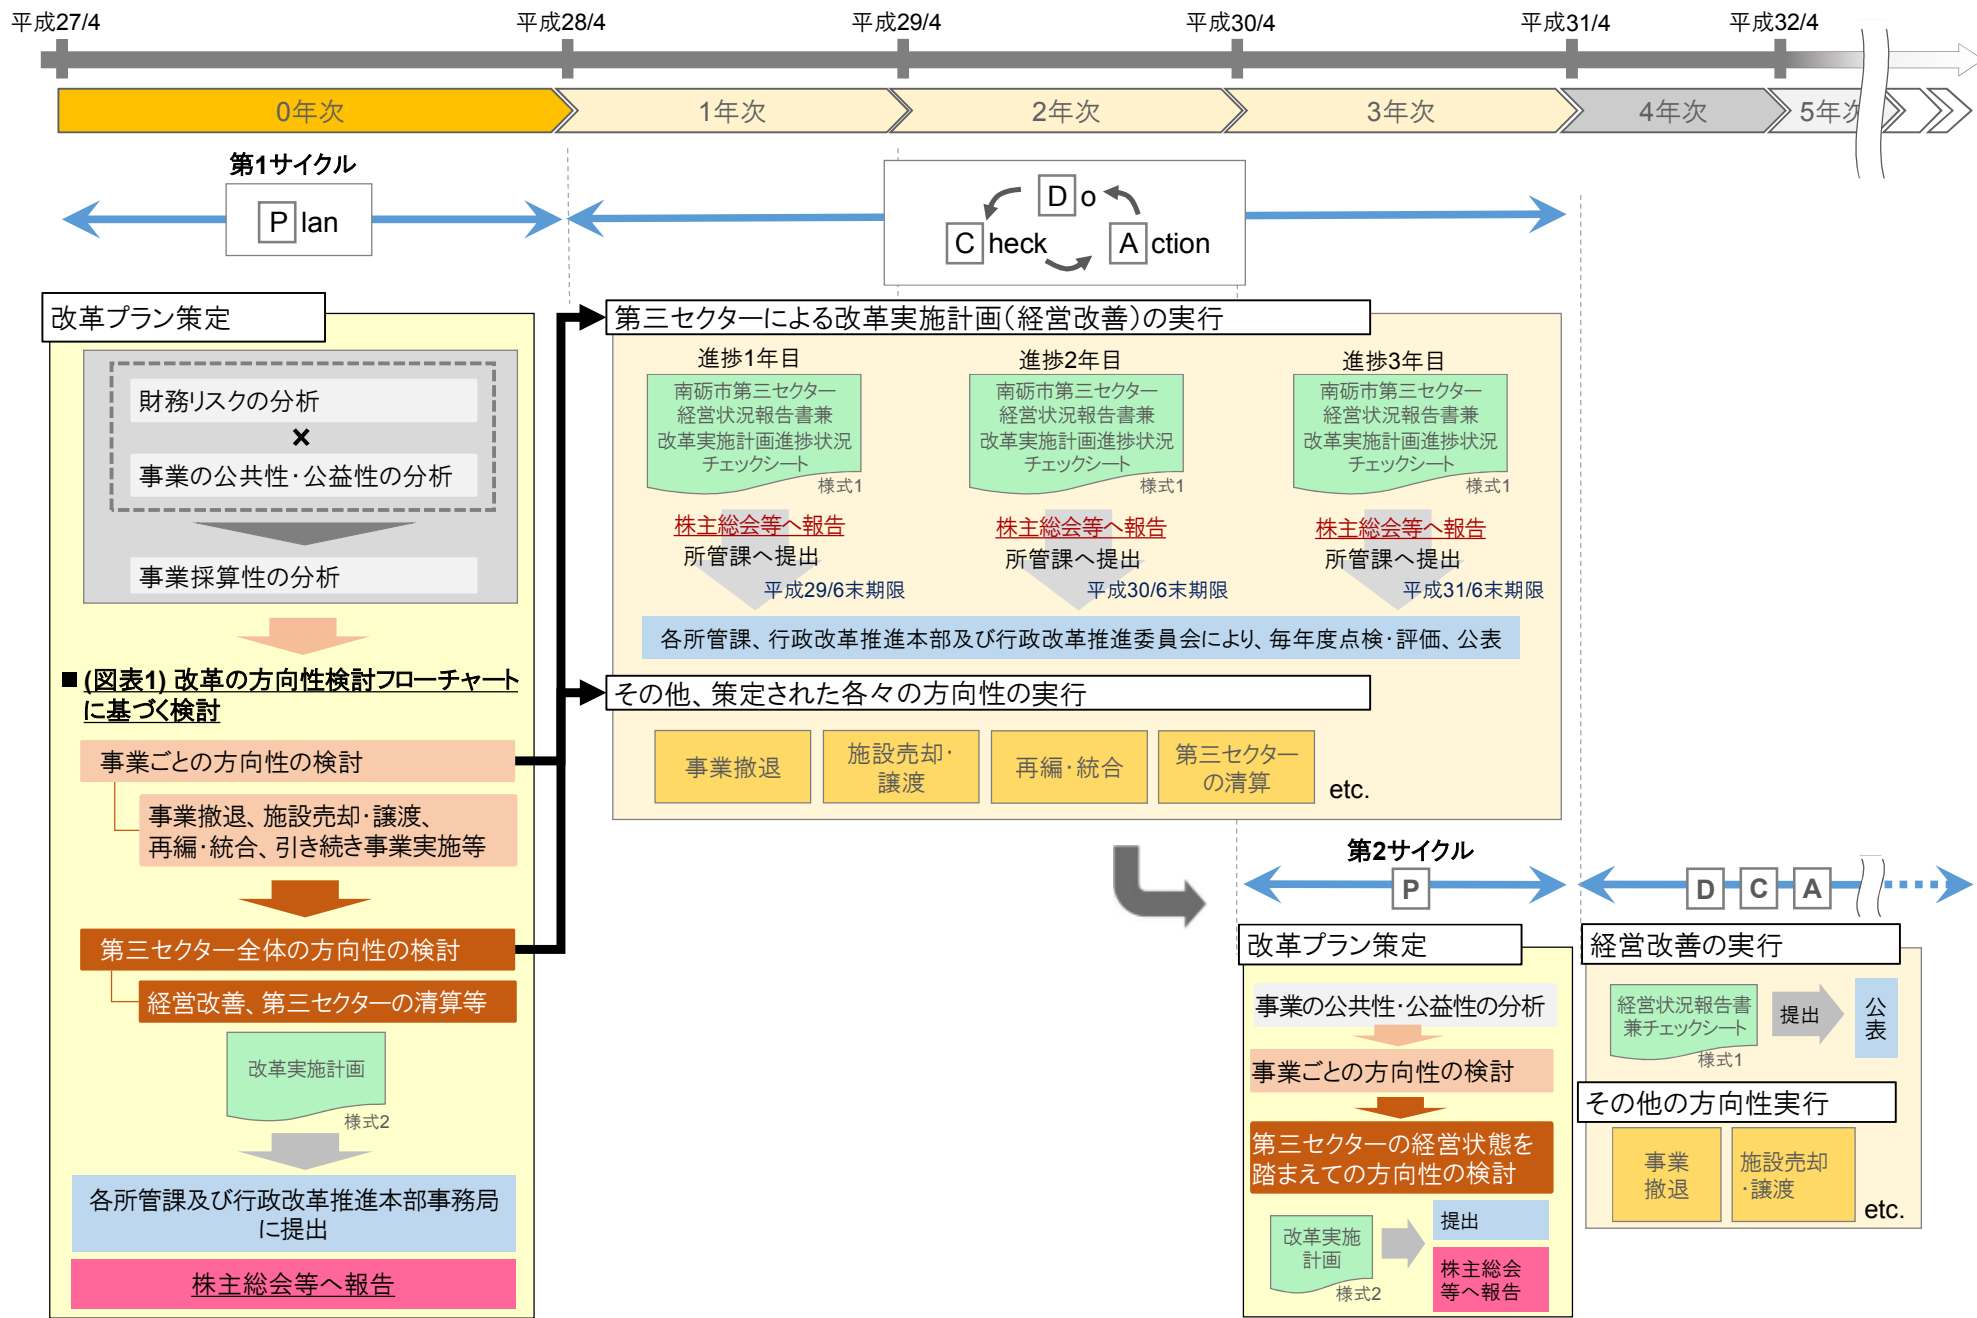 平成27/4
平成28/4
平成29/4
平成30/4
平成31/4
平成32/4
0年次
1年次
2年次
3年次
4年次
5年次
第1サイクル
Plan
Do
Check
Action
改革プラン策定
財務リスクの分析
×
事業の公共性・公益性の分析
事業採算性の分析
■(図表1) 改革の方向性検討フローチャート
に基づく検討
事業ごとの方向性の検討
事業撤退、施設売却・譲渡、
再編・統合、引き続き事業実施等
第三セクター全体の方向性の検討
経営改善、第三セクターの清算等
改革実施計画
様式2
各所管課及び行政改革推進本部事務局
に提出
株主総会等へ報告
第三セクターによる改革実施計画(経営改善)の実行
進捗1年目
南砺市第三セクター
経営状況報告書兼
改革実施計画進捗状況
チェックシート
様式1
株主総会等へ報告
所管課へ提出
平成29/6末期限
進捗2年目
南砺市第三セクター
経営状況報告書兼
改革実施計画進捗状況
チェックシート
様式1
株主総会等へ報告
所管課へ提出
平成30/6末期限
進捗3年目
南砺市第三セクター
経営状況報告書兼
改革実施計画進捗状況
チェックシート
様式1
株主総会等へ報告
所管課へ提出
平成31/6末期限
各所管課、行政改革推進本部及び行政改革推進委員会により、毎年度点検・評価、公表
その他、策定された各々の方向性の実行
事業撤退
施設売却・
譲渡
再編・統合
第三セクター
の清算
etc.
第2サイクル
P
D
C
A
改革プラン策定
事業の公共性・公益性の分析
事業ごとの方向性の検討
第三セクターの経営状態を
踏まえての方向性の検討
改革実施
計画
様式2
提出
株主総会
等へ報告
経営改善の実行
経営状況報告書
兼チェックシート
様式1
提出
公
表
その他の方向性実行
事業
撤退
施設売却
・譲渡
etc.